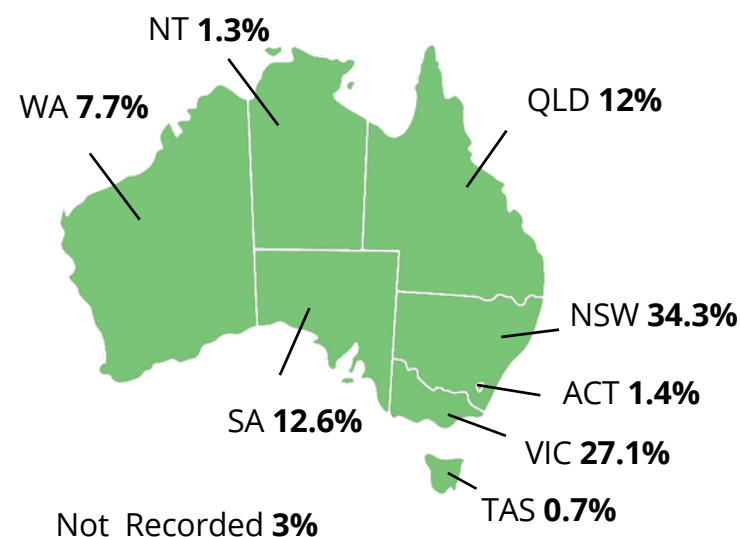 NT 1.3%
WA 7.7%
QLD 12%
NSW 34.3%
ACT 1.4%
SA 12.6%
VIC 27.1%
TAS 0.7%
Not Recorded 3%